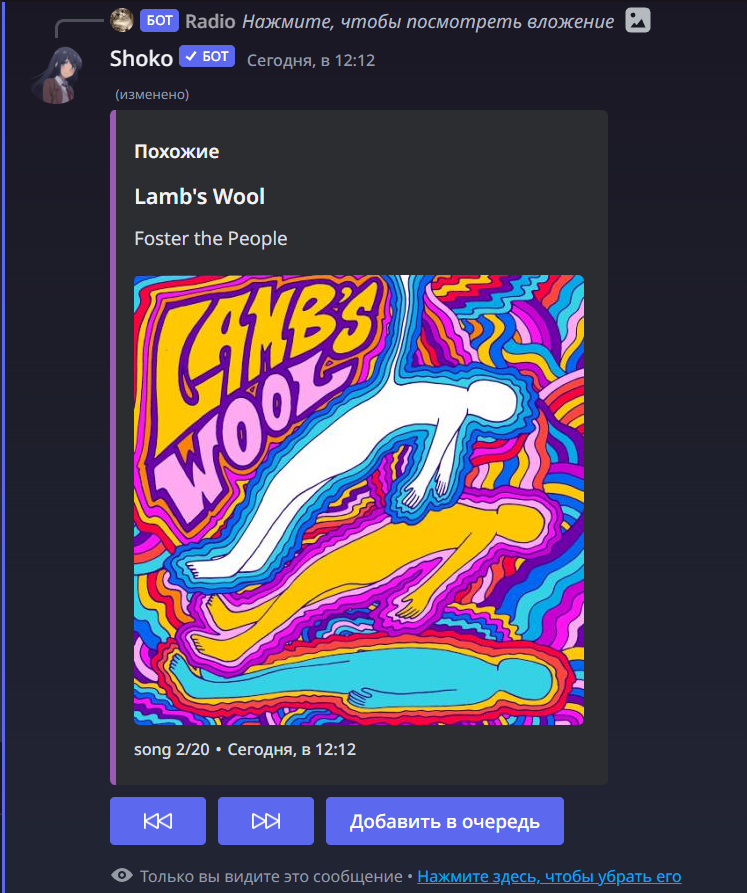 БОТ Radio Нажмите, чтобы посмотреть вложение
Shoko ✓ БОТ Сегодня, в 12:12
(изменено)
Похожие
Lamb's Wool
Foster the People
LAMB'S
WOOL
song 2/20 • Сегодня, в 12:12
Добавить в очередь
Только вы видите это сообщение • Нажмите здесь, чтобы убрать его